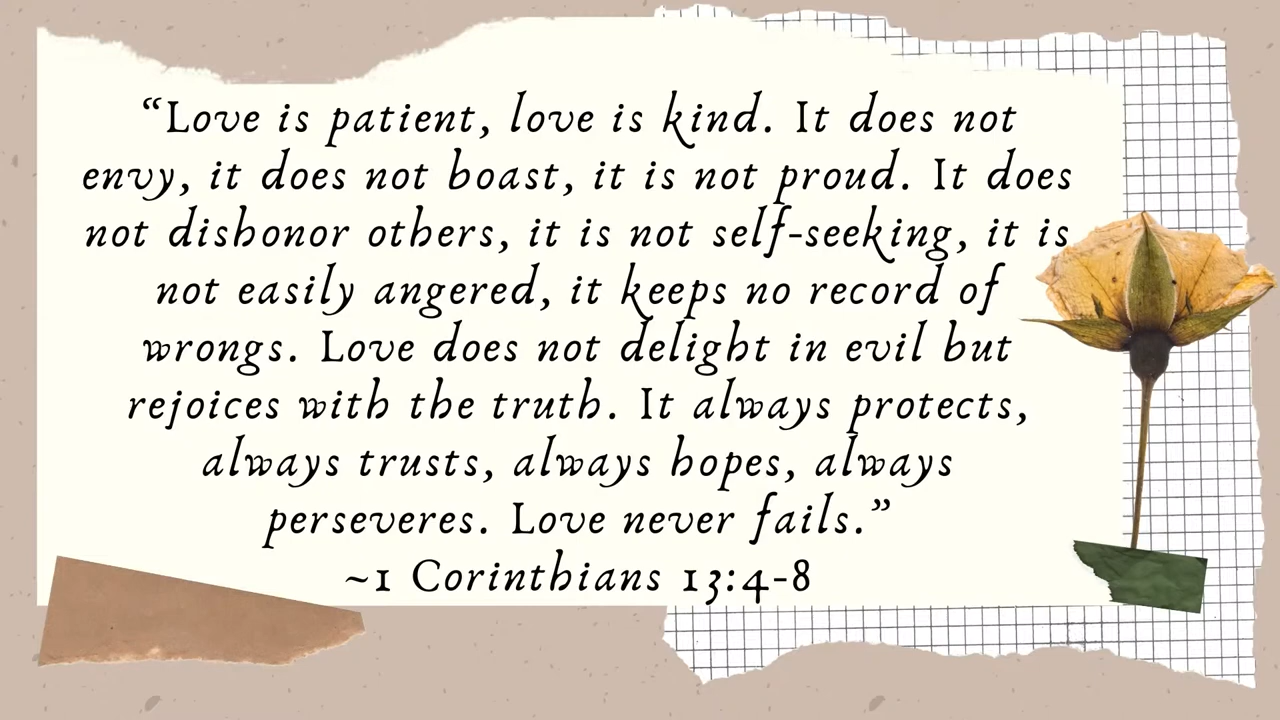 “Love is patient, love is kind. It does not
envy, it does not boast, it is not proud. It does
not dishonor others, it is not self-seeking, it is
not easily angered, it keeps no record of
wrongs. Love does not delight in evil but
rejoices with the truth. It always protects,
always trusts, always hopes, always
perseveres. Love never fails.”
~1 Corinthians 13:4-8